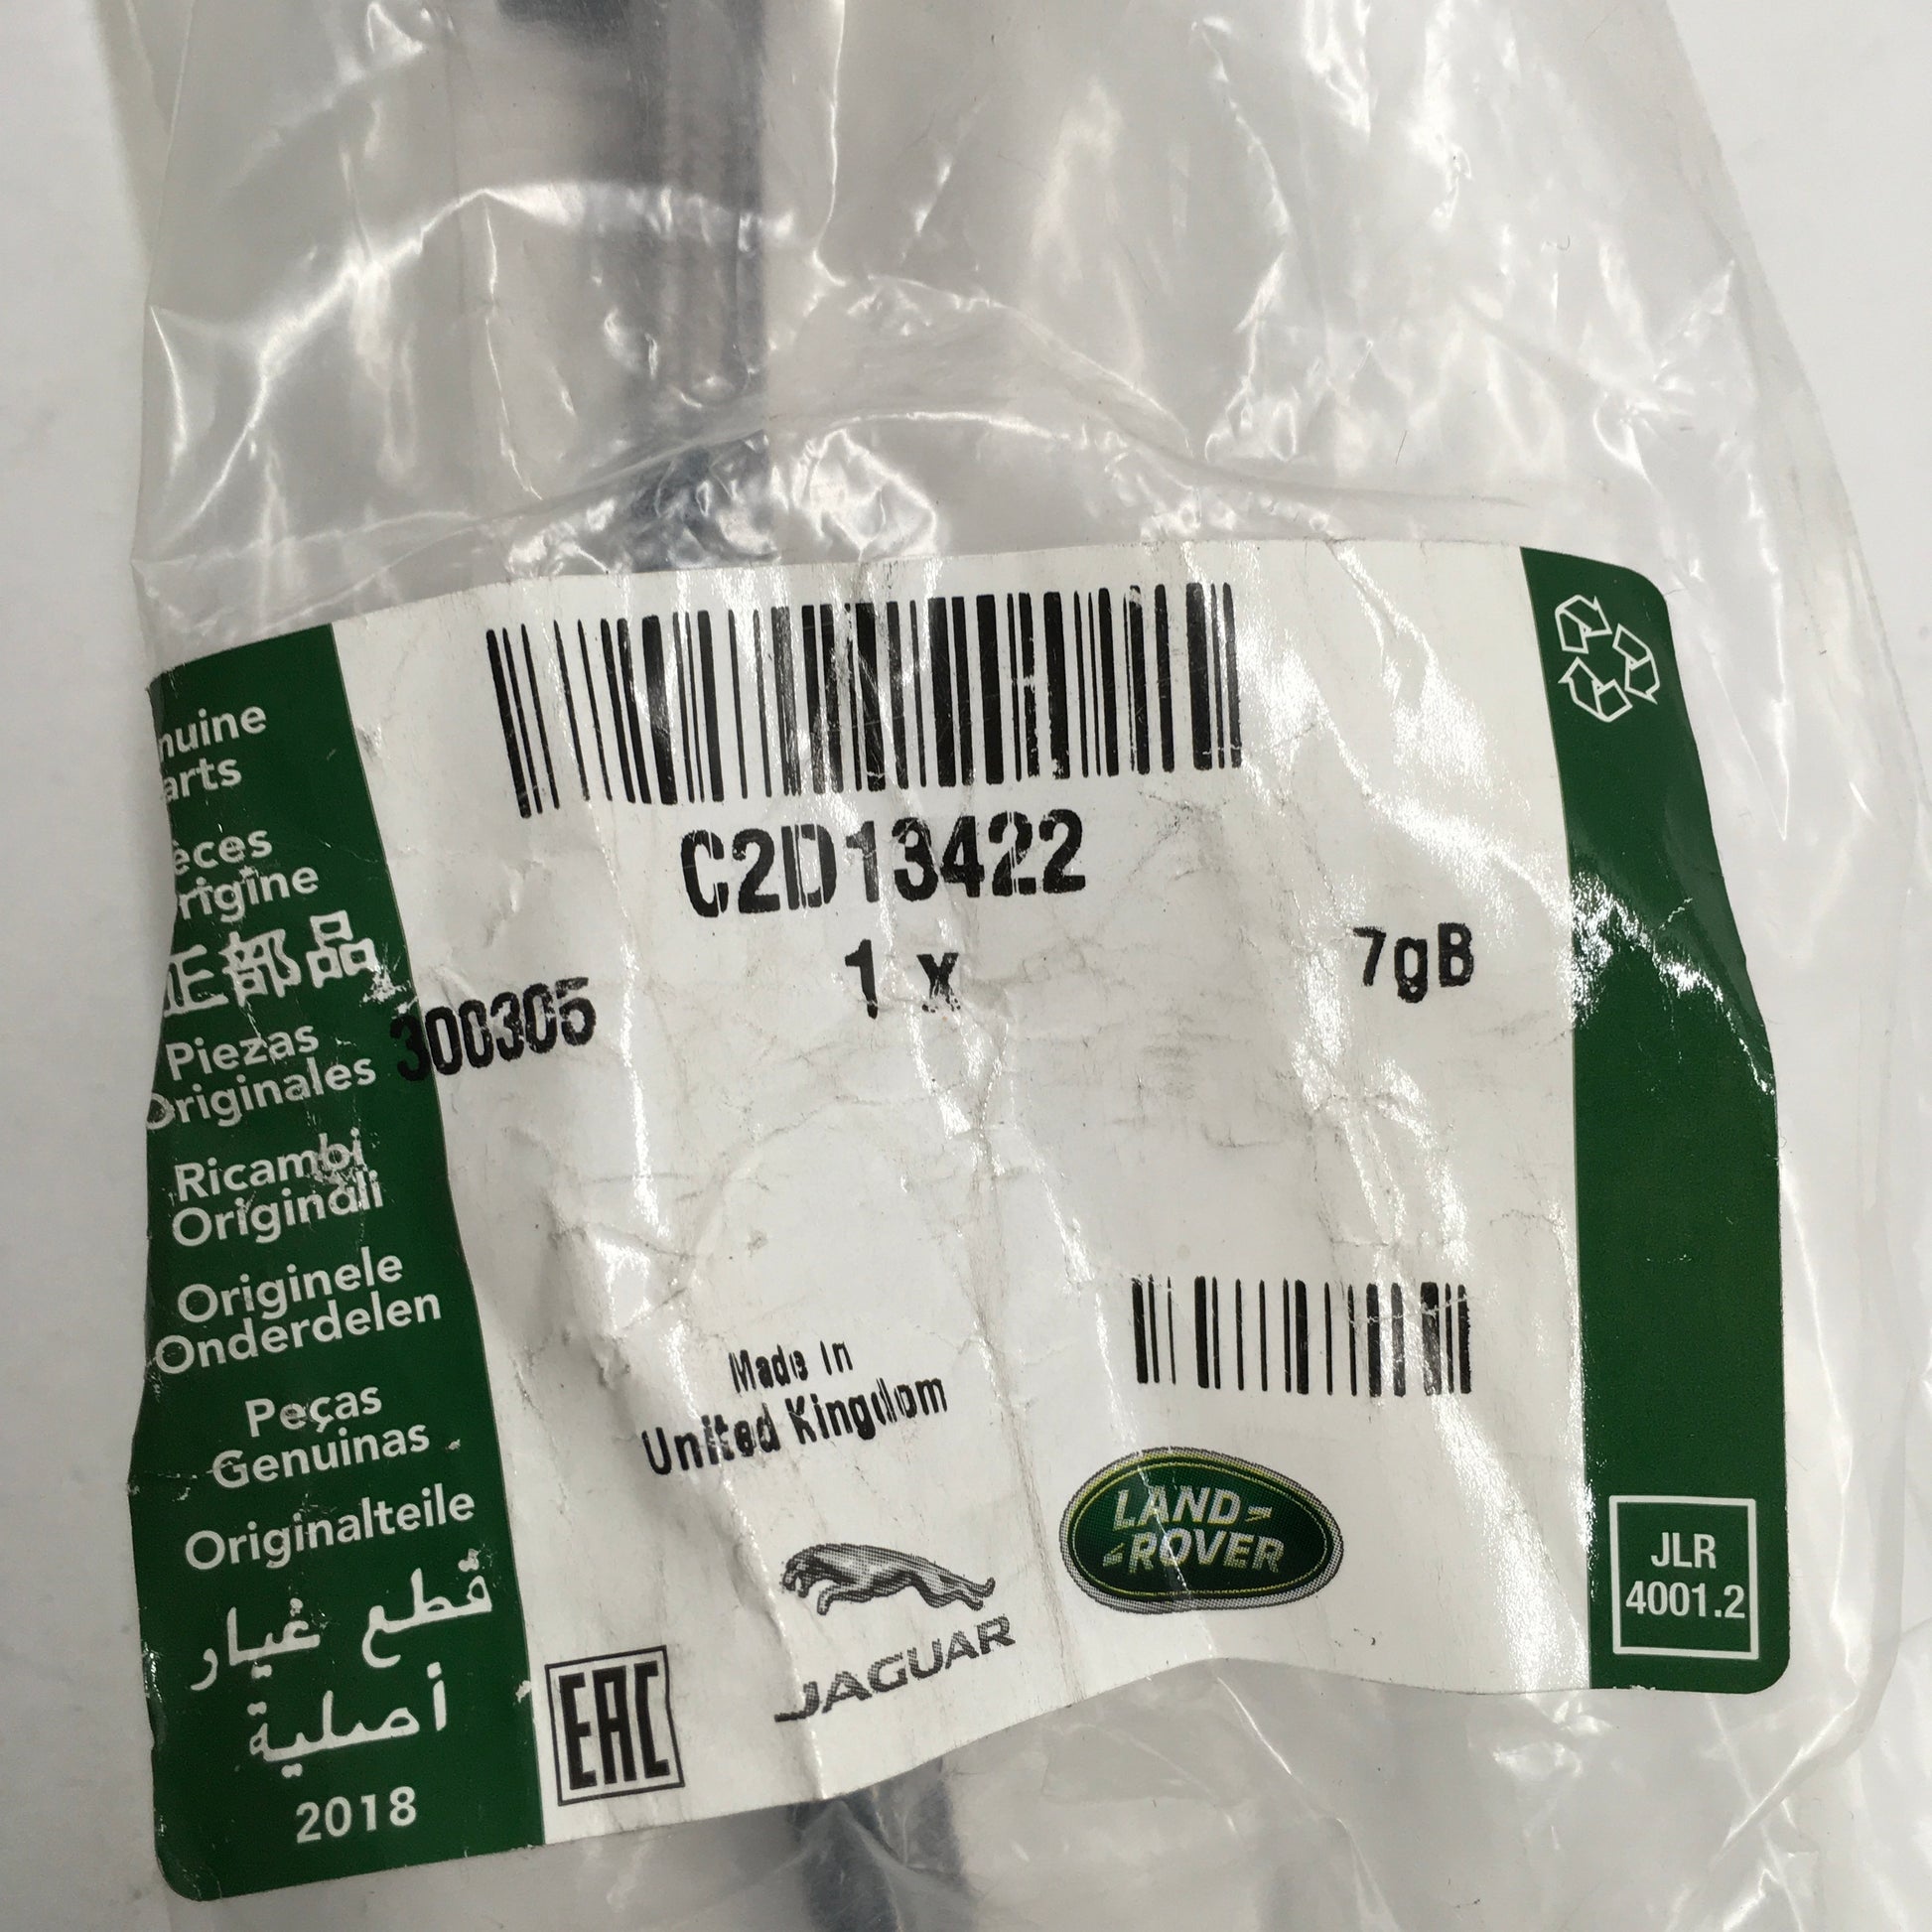 C2D13422
1 x
7gB
300305
nuine
arts
èces
rigine
正部品
Piezas
Originales
Ricambi
Originali
Originele
Onderdelen
Peças
Genuinas
Originalteile
قطع غيار
أصلية
2018
Made In
United Kingdom
EAC
JAGUAR
LAND
ROVER
JLR
4001.2